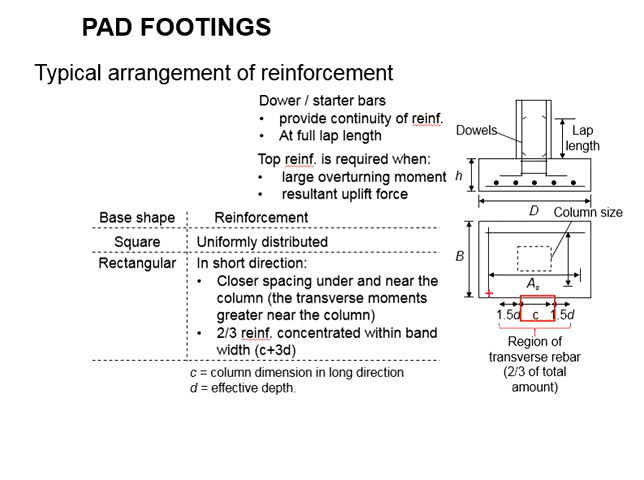 PAD FOOTINGS
Typical arrangement of reinforcement
Dower / starter bars
• provide continuity of reinf.
• At full lap length
Top reinf. is required when:
• large overturning moment
• resultant uplift force
Dowels
Lap
length
h
D
Column size
B
As
1.5d c 1.5d
Region of
transverse rebar
(2/3 of total
amount)
Base shape Reinforcement
Square Uniformly distributed
Rectangular In short direction:
• Closer spacing under and near the
column (the transverse moments
greater near the column)
• 2/3 reinf. concentrated within band
width (c+3d)
c = column dimension in long direction
d = effective depth.